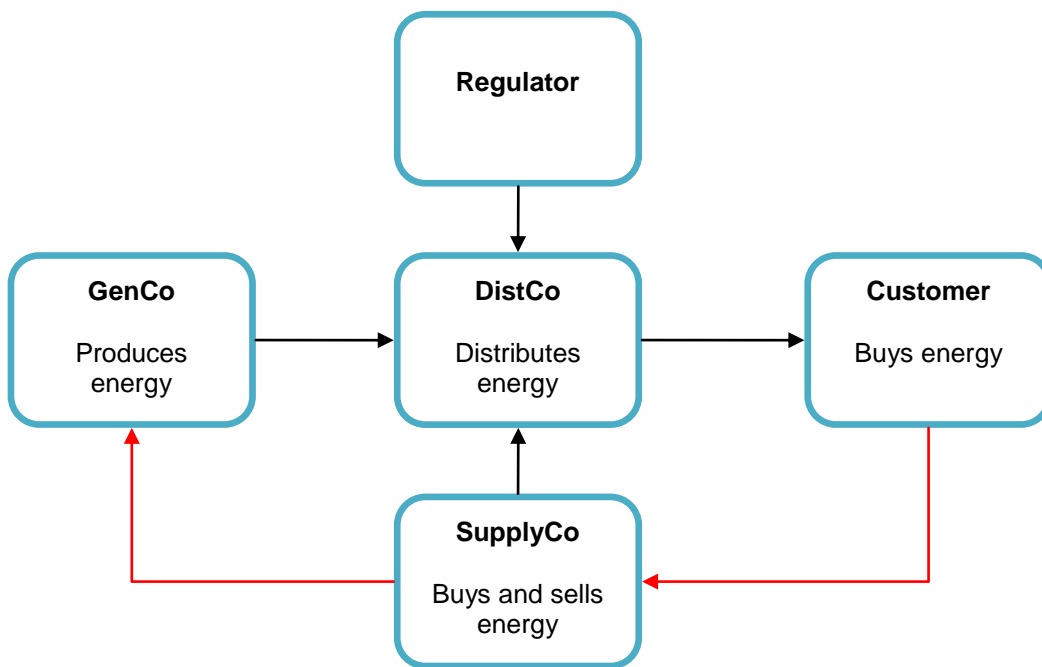 Regulator
GenCo
Produces
energy
DistCo
Distributes
energy
Customer
Buys energy
SupplyCo
Buys and sells
energy